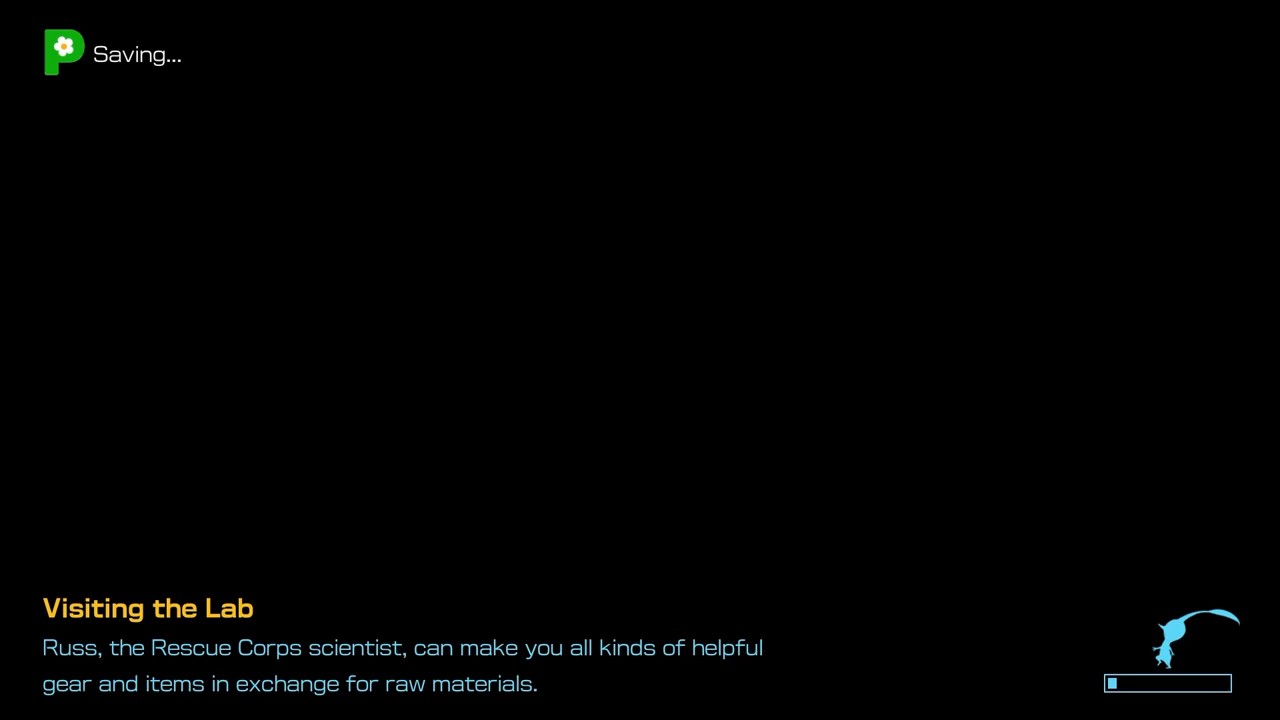 Saving...
Visiting the Lab
Russ, the Rescue Corps scientist, can make you all kinds of helpful
gear and items in exchange for raw materials.